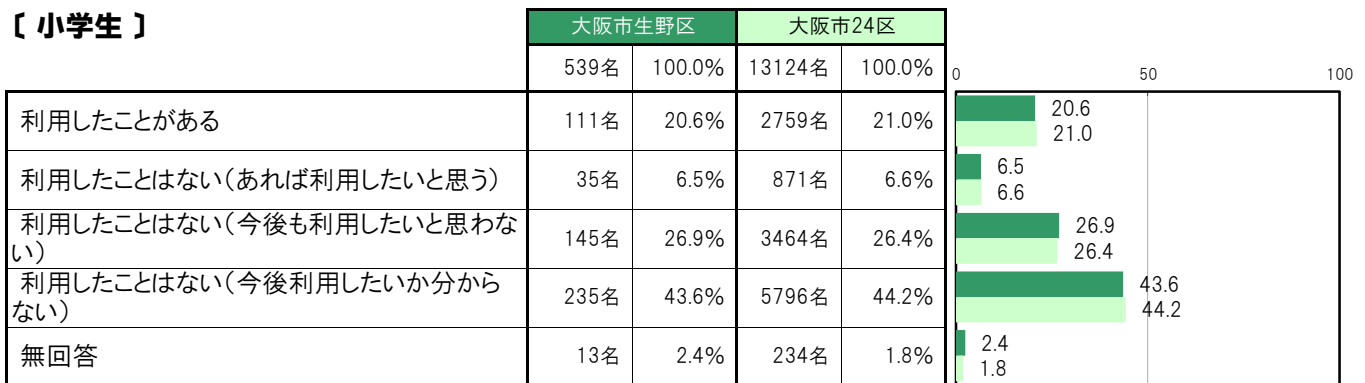 〔 小学生 〕
大阪市生野区 大阪市24区
539名 100.0% 13124名 100.0%
0 50 100
利用したことがある 111名 20.6% 2759名 21.0%
20.6
21.0
利用したことはない（あれば利用したいと思う） 35名 6.5% 871名 6.6%
6.5
6.6
利用したことはない（今後も利用したいと思わな
い） 145名 26.9% 3464名 26.4%
26.9
26.4
利用したことはない（今後利用したいか分から
ない） 235名 43.6% 5796名 44.2%
43.6
44.2
無回答 13名 2.4% 234名 1.8%
2.4
1.8